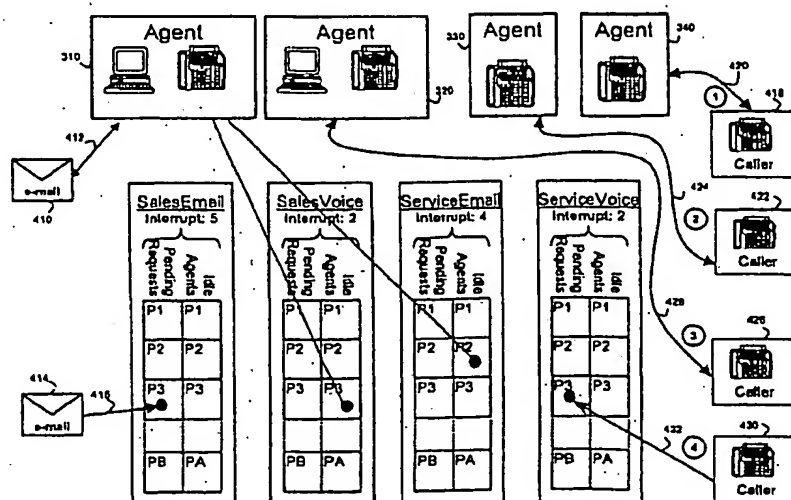 Agent
Agent
Agent
Agent
310
320
330
340
420
1
418
Caller
412
e-mail
410
424
2
422
Caller
SalesEmail
Interrupt: 5
Pending Requests
Idle Agents
P1 P1
P2 P2
P3 P3
PB PA
SalesVoice
Interrupt: 2
Pending Requests
Idle Agents
P1 P1
P2 P2
P3 P3
PB PA
ServiceEmail
Interrupt: 4
Pending Requests
Idle Agents
P1 P1
P2 P2
P3 P3
PB PA
ServiceVoice
Interrupt: 2
Pending Requests
Idle Agents
P1 P1
P2 P2
P3 P3
PB PA
428
3
426
Caller
414
416
e-mail
432
4
430
Caller